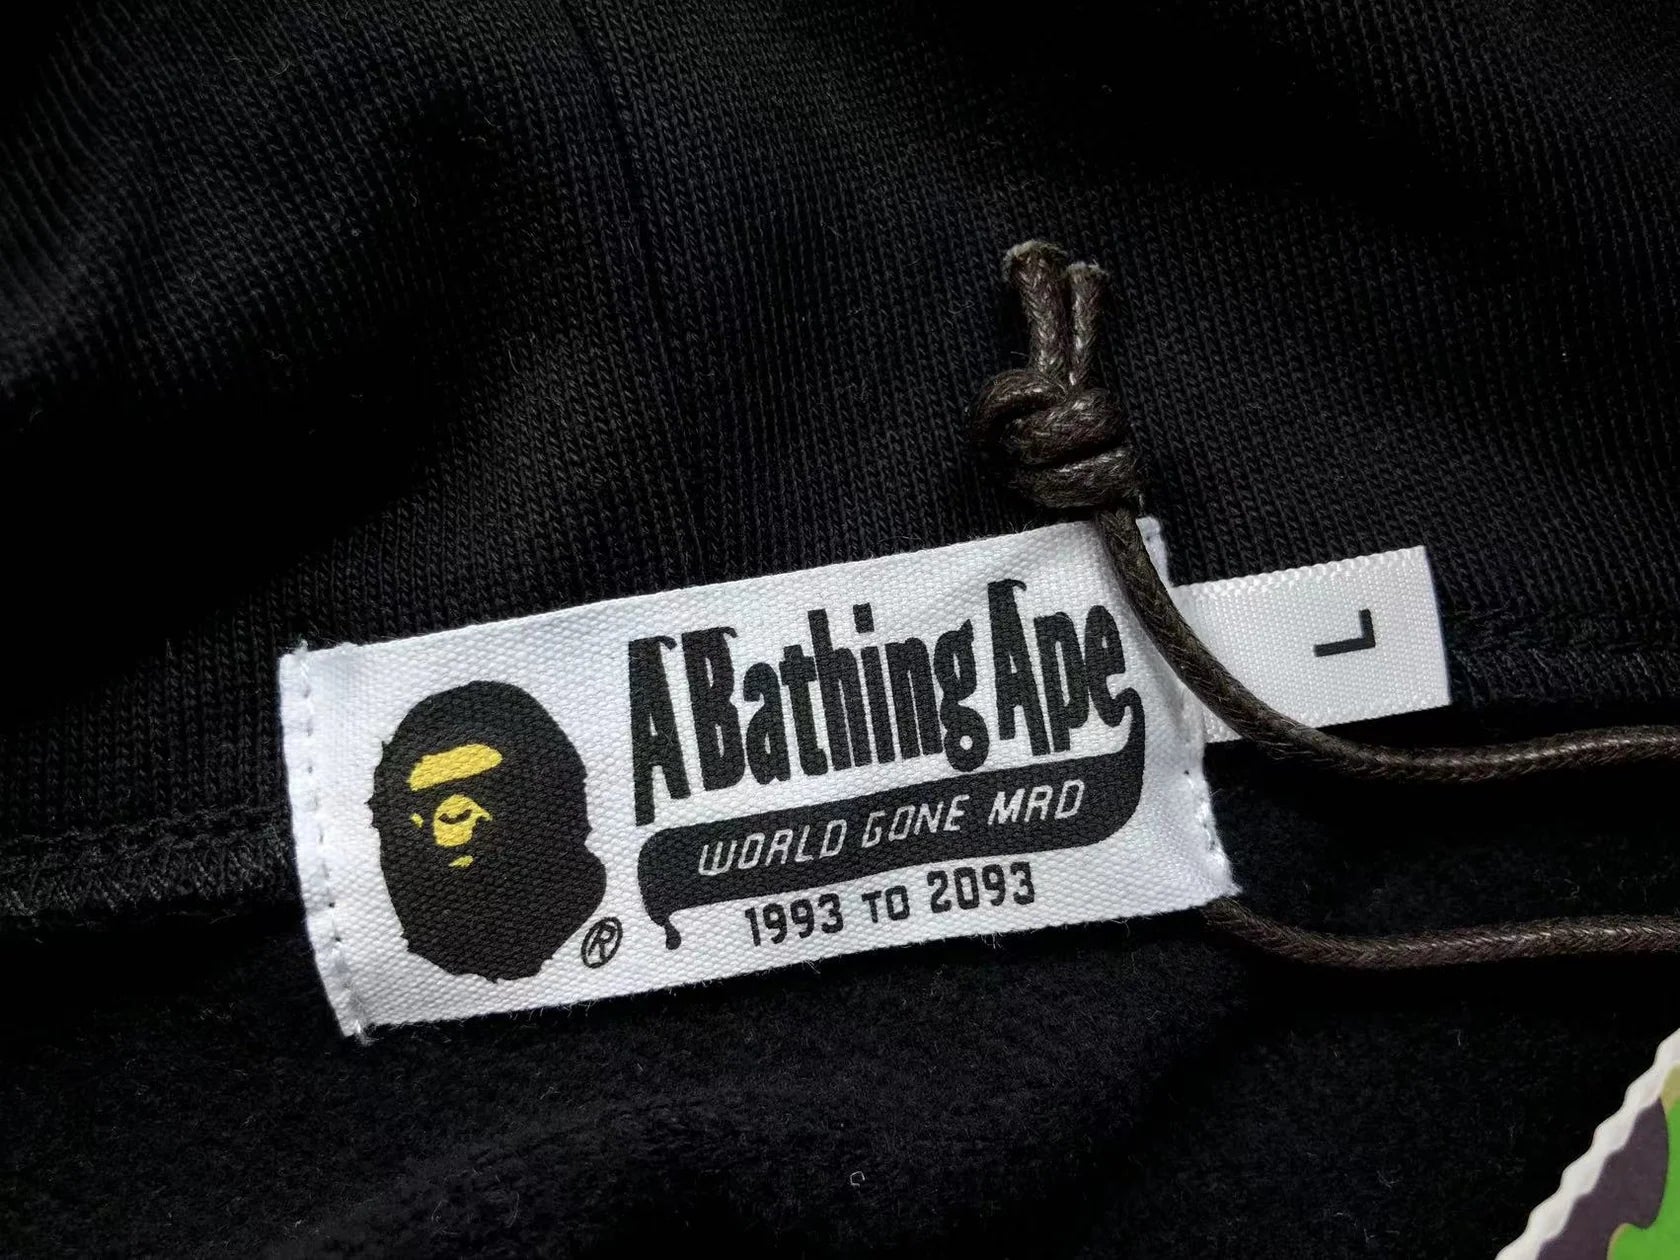 A Bathing Ape
WORLD GONE MAD
1993 TO 2093
®
L